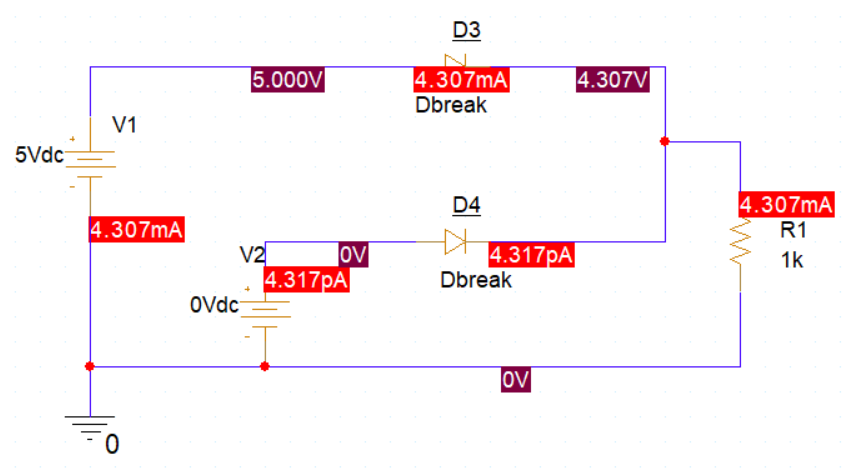 D3
5.000V
4.307mA
4.307V
Dbreak
V1
5Vdc
+
-
4.307mA
4.307mA
R1
1k
D4
V2
0V
4.317pA
4.317pA
Dbreak
+
0Vdc
-
0V
0